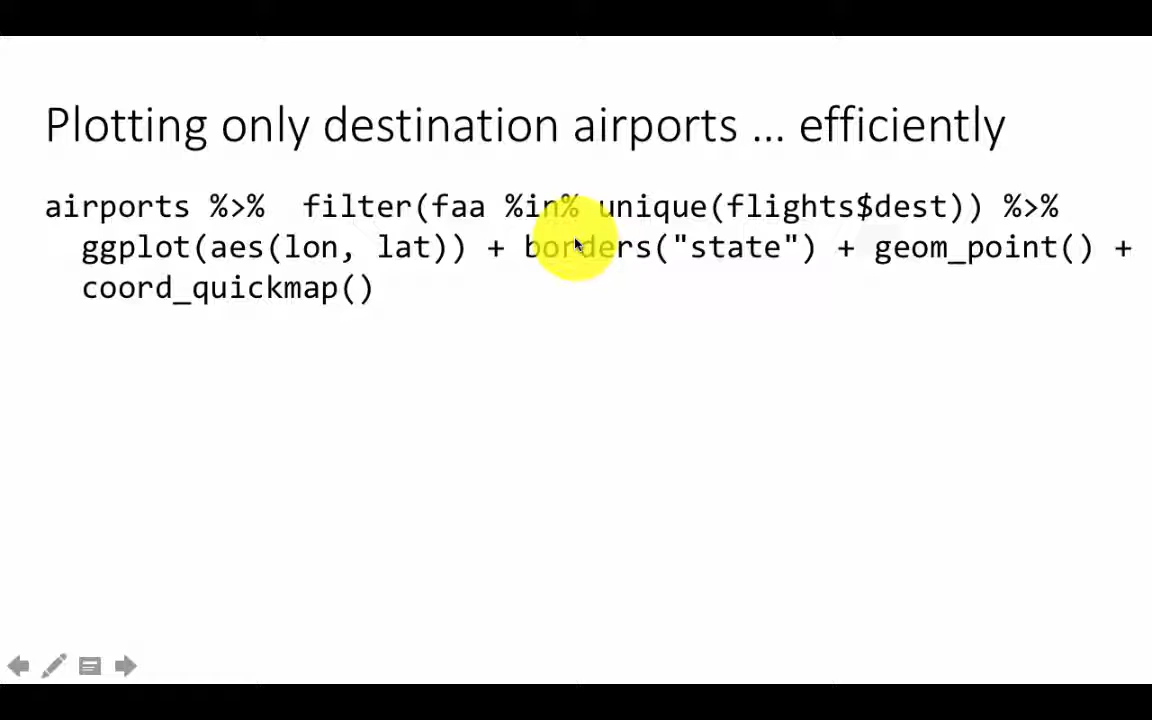 Plotting only destination airports … efficiently
airports %>%  filter(faa %in% unique(flights$dest)) %>%
ggplot(aes(lon, lat)) + borders("state") + geom_point() +
coord_quickmap()